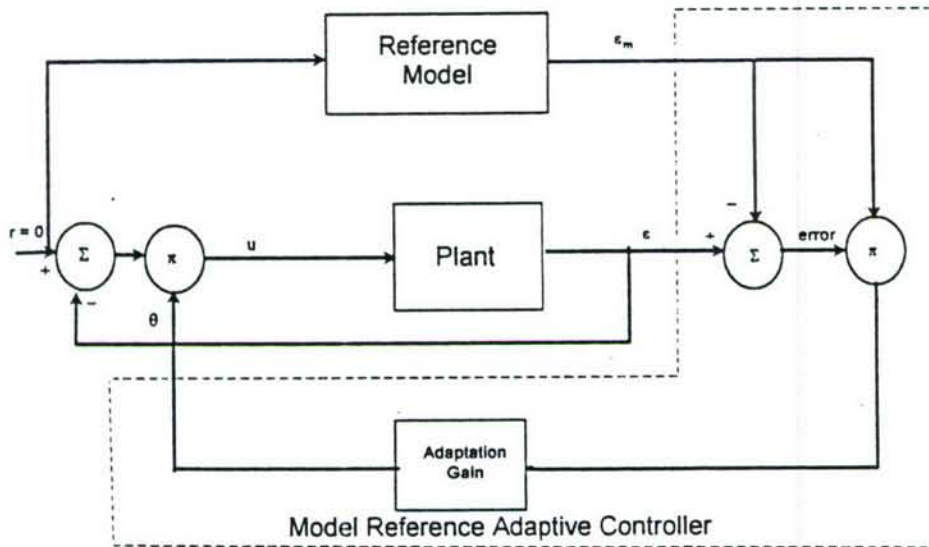 Reference
Model
εm
r = 0
+
Σ
π
u
Plant
ε
+
−
Σ
error
π
−
θ
Adaptation
Gain
Model Reference Adaptive Controller